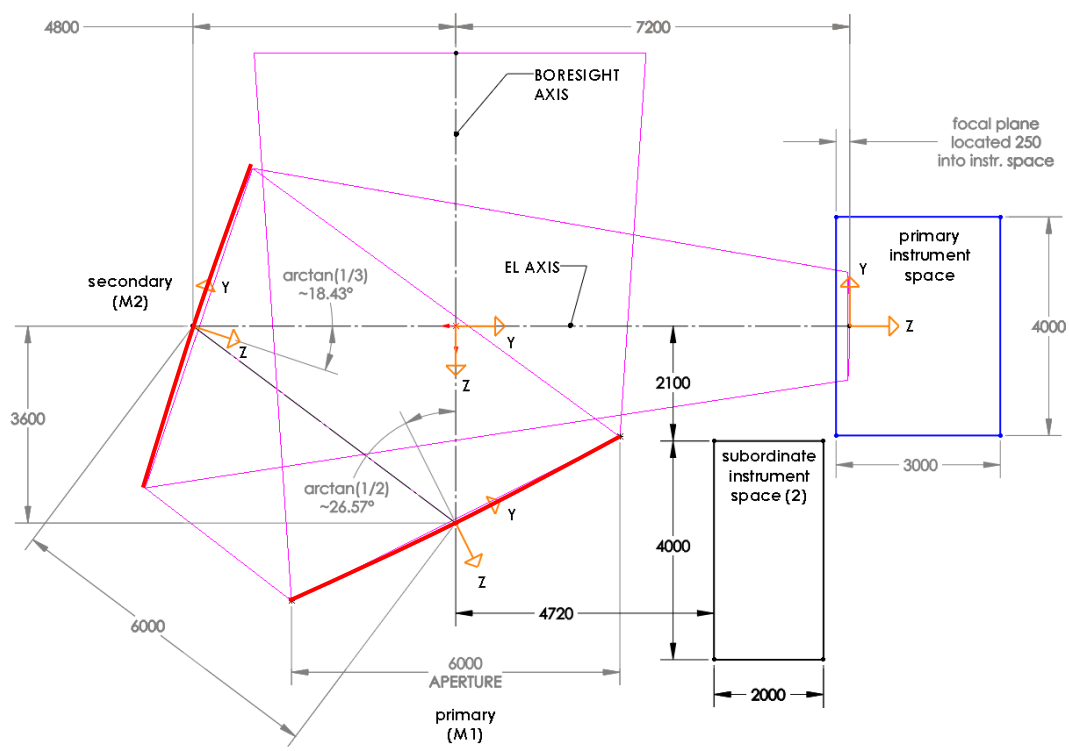 4800
7200
BORESIGHT
AXIS
focal plane
located 250
into instr. space
primary
instrument
space
Y
EL AXIS
arctan(1/3)
~18.43°
secondary
(M2)
Y
Z
Y
Z
Z
4000
2100
3600
3000
subordinate
instrument
space (2)
arctan(1/2)
~26.57°
Y
Z
4000
4720
6000
6000
APERTURE
2000
primary
(M1)